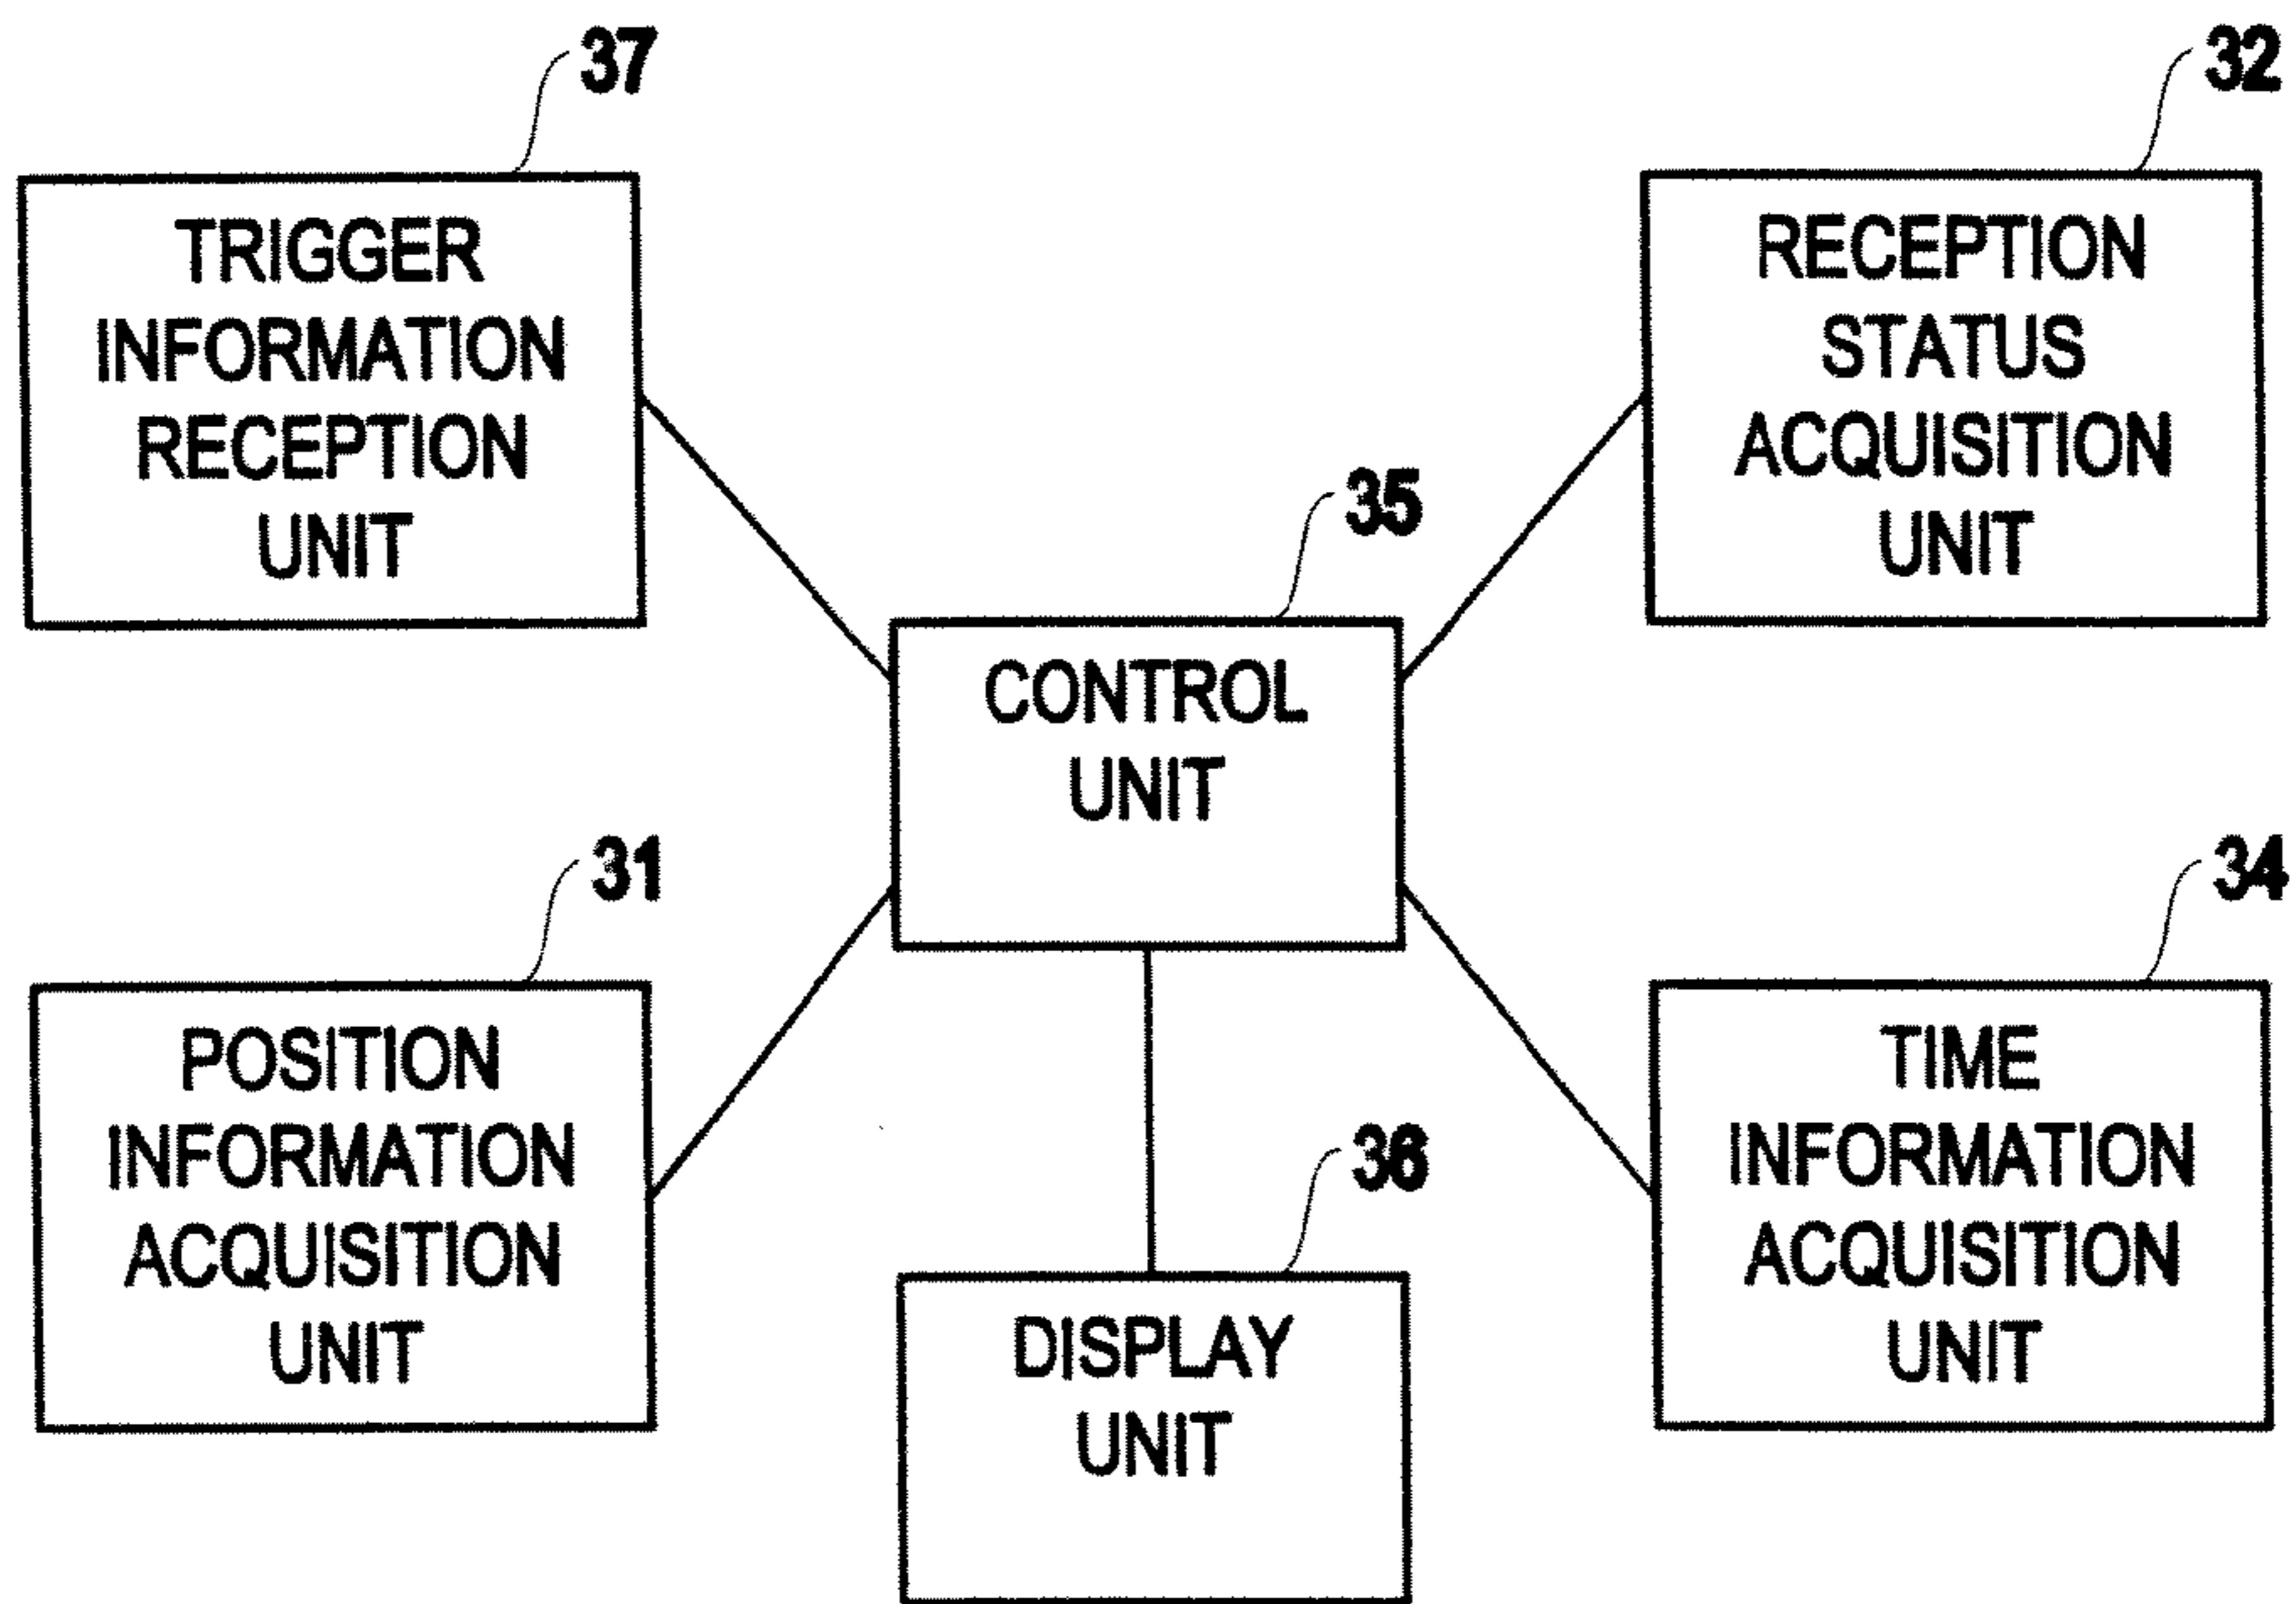 37
TRIGGER
INFORMATION
RECEPTION
UNIT
32
RECEPTION
STATUS
ACQUISITION
UNIT
35
CONTROL
UNIT
31
POSITION
INFORMATION
ACQUISITION
UNIT
34
TIME
INFORMATION
ACQUISITION
UNIT
36
DISPLAY
UNIT